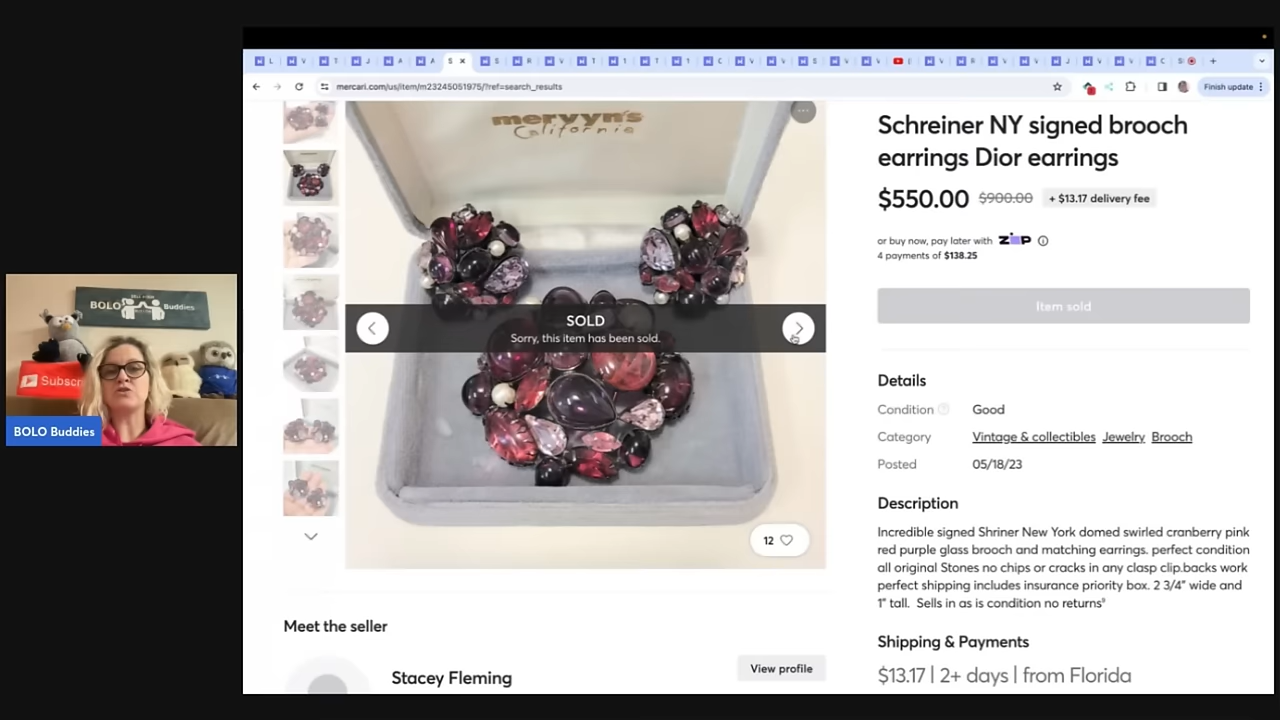 mercari.com/us/item/m23245051975/?ref=search_results
Finish update
mervyn's
California
SOLD
Sorry, this item has been sold.
12
Schreiner NY signed brooch
earrings Dior earrings
$550.00 $900.00 + $13.17 delivery fee
or buy now, pay later with ZIP
4 payments of $138.25
Item sold
Details
Condition Good
Category Vintage & collectibles Jewelry Brooch
Posted 05/18/23
Description
Incredible signed Shriner New York domed swirled cranberry pink
red purple glass brooch and matching earrings. perfect condition
all original Stones no chips or cracks in any clasp clip.backs work
perfect shipping includes insurance priority box. 2 3/4" wide and
1" tall. Sells in as is condition no returns⁹
Shipping & Payments
$13.17 | 2+ days | from Florida
Meet the seller
Stacey Fleming
View profile
BOLO Buddies
Subscr
BOLO Buddies